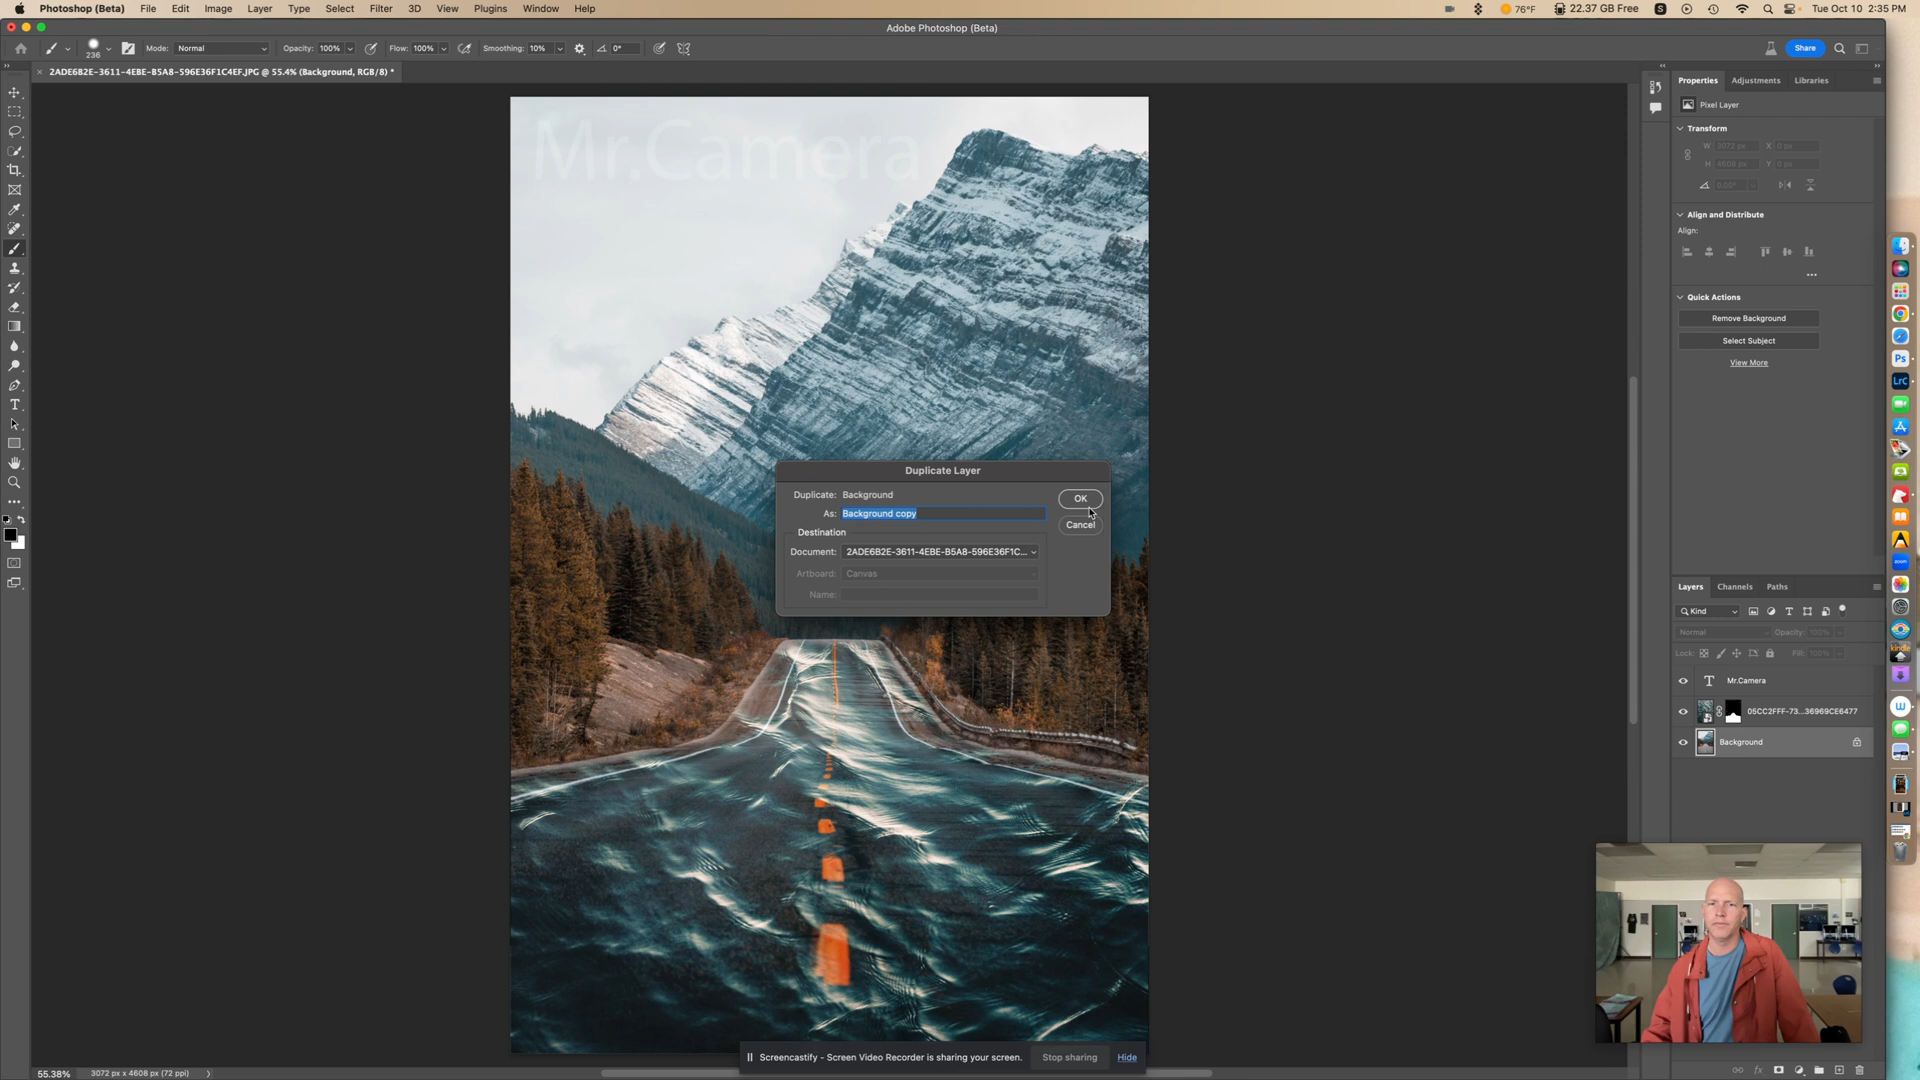 Photoshop (Beta) File Edit Image Layer Type Select Filter 3D View Plugins Window Help 76°F 22.37 GB Free Tue Oct 10 2:35 PM
Adobe Photoshop (Beta)
236 Mode: Normal Opacity: 100% Flow: 100% Smoothing: 10% 0° Share
2ADE6B2E-3611-4EBE-B5A8-596E36F1C4EF.JPG @ 55.4% (Background, RGB/8) *
Properties Adjustments Libraries
Pixel Layer
Transform
W 3072 px X 0 px
H 4608 px Y 0 px
0.00°
Align and Distribute
Align:
Quick Actions
Remove Background
Select Subject
View More
Mr.Camera
Duplicate Layer
Duplicate: Background
As: Background copy
OK
Cancel
Destination
Document: 2ADE6B2E-3611-4EBE-B5A8-596E36F1C...
Artboard: Canvas
Name:
Layers Channels Paths
Kind
Normal Opacity: 100%
Lock: Fill: 100%
T Mr.Camera
05CC2FFF-73...36969CE6477
Background
Ps
LrC
zoom
kindle
Screencastify - Screen Video Recorder is sharing your screen. Stop sharing Hide
55.38% 3072 px x 4608 px (72 ppi)